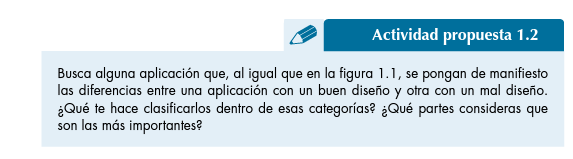 Actividad propuesta 1.2
Busca alguna aplicación que, al igual que en la figura 1.1, se pongan de manifiesto
las diferencias entre una aplicación con un buen diseño y otra con un mal diseño.
¿Qué te hace clasificarlos dentro de esas categorías? ¿Qué partes consideras que
son las más importantes?